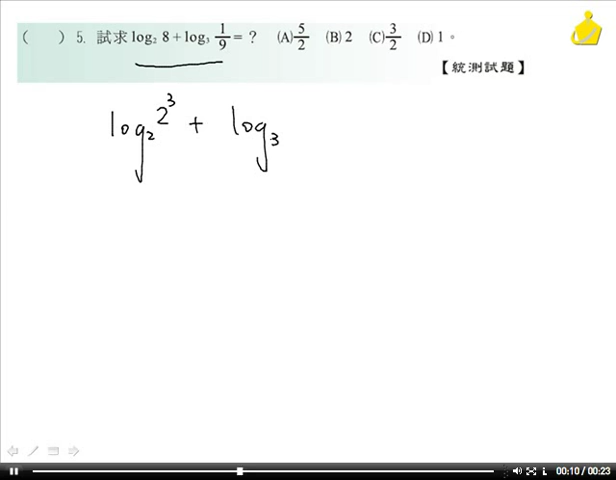 ( ) 5. 試求 log₂ 8 + log₃ 1/9 = ? (A) 5/2 (B) 2 (C) 3/2 (D) 1。
【統測試題】
log₂ 2³ + log₃
00:10 / 00:23